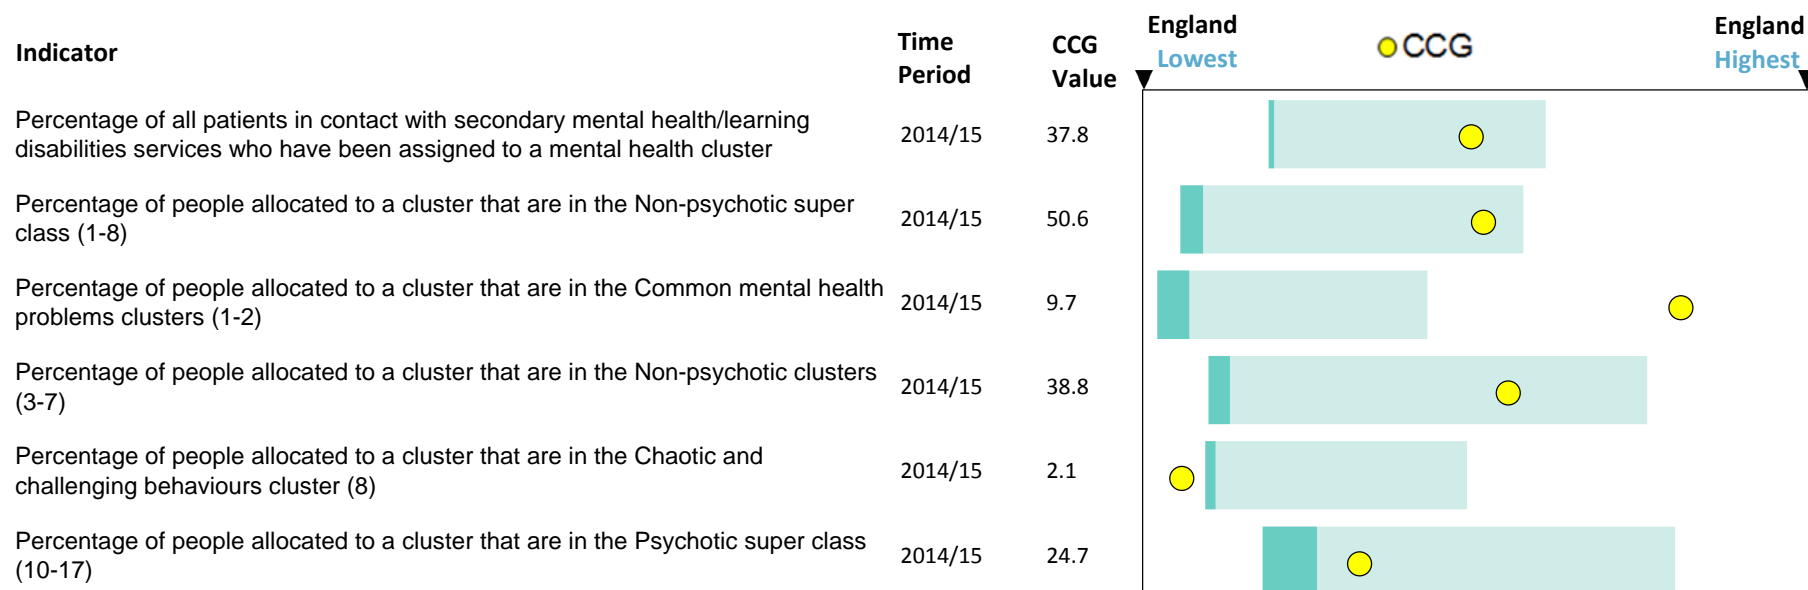 Indicator
Time Period
CCG Value
England Lowest
CCG
England Highest
Percentage of all patients in contact with secondary mental health/learning
disabilities services who have been assigned to a mental health cluster
2014/15
37.8
Percentage of people allocated to a cluster that are in the Non-psychotic super
class (1-8)
2014/15
50.6
Percentage of people allocated to a cluster that are in the Common mental health
problems clusters (1-2)
2014/15
9.7
Percentage of people allocated to a cluster that are in the Non-psychotic clusters
(3-7)
2014/15
38.8
Percentage of people allocated to a cluster that are in the Chaotic and
challenging behaviours cluster (8)
2014/15
2.1
Percentage of people allocated to a cluster that are in the Psychotic super class
(10-17)
2014/15
24.7